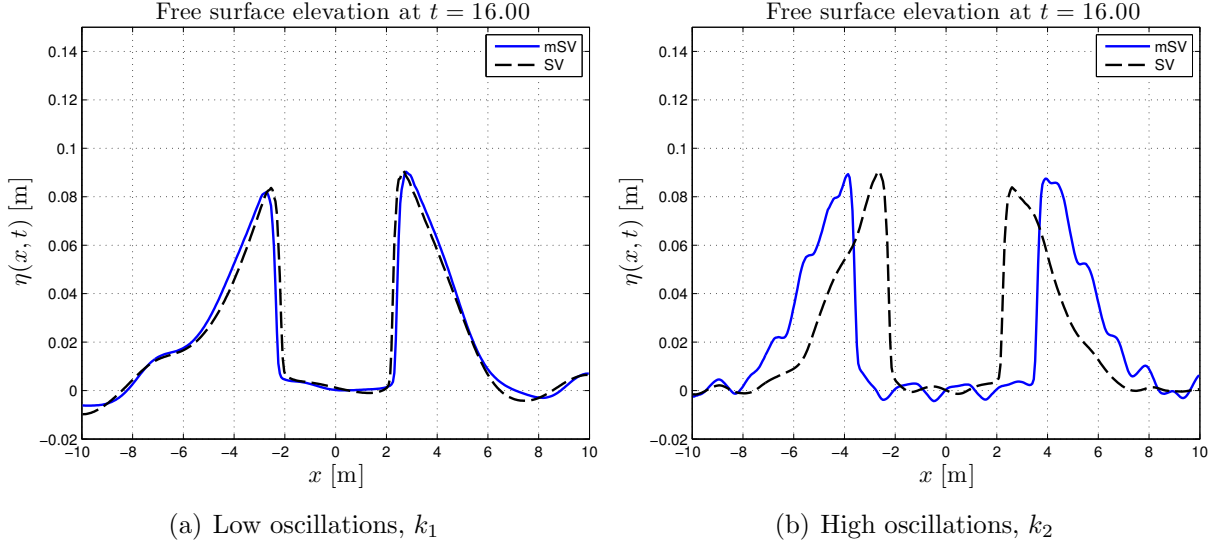 Free surface elevation at t = 16.00
mSV
SV
0.14
0.12
0.1
0.08
0.06
0.04
0.02
0
−0.02
η(x, t) [m]
−10 −8 −6 −4 −2 0 2 4 6 8 10
x [m]
(a) Low oscillations, k₁
Free surface elevation at t = 16.00
mSV
SV
0.14
0.12
0.1
0.08
0.06
0.04
0.02
0
−0.02
η(x, t) [m]
−10 −8 −6 −4 −2 0 2 4 6 8 10
x [m]
(b) High oscillations, k₂